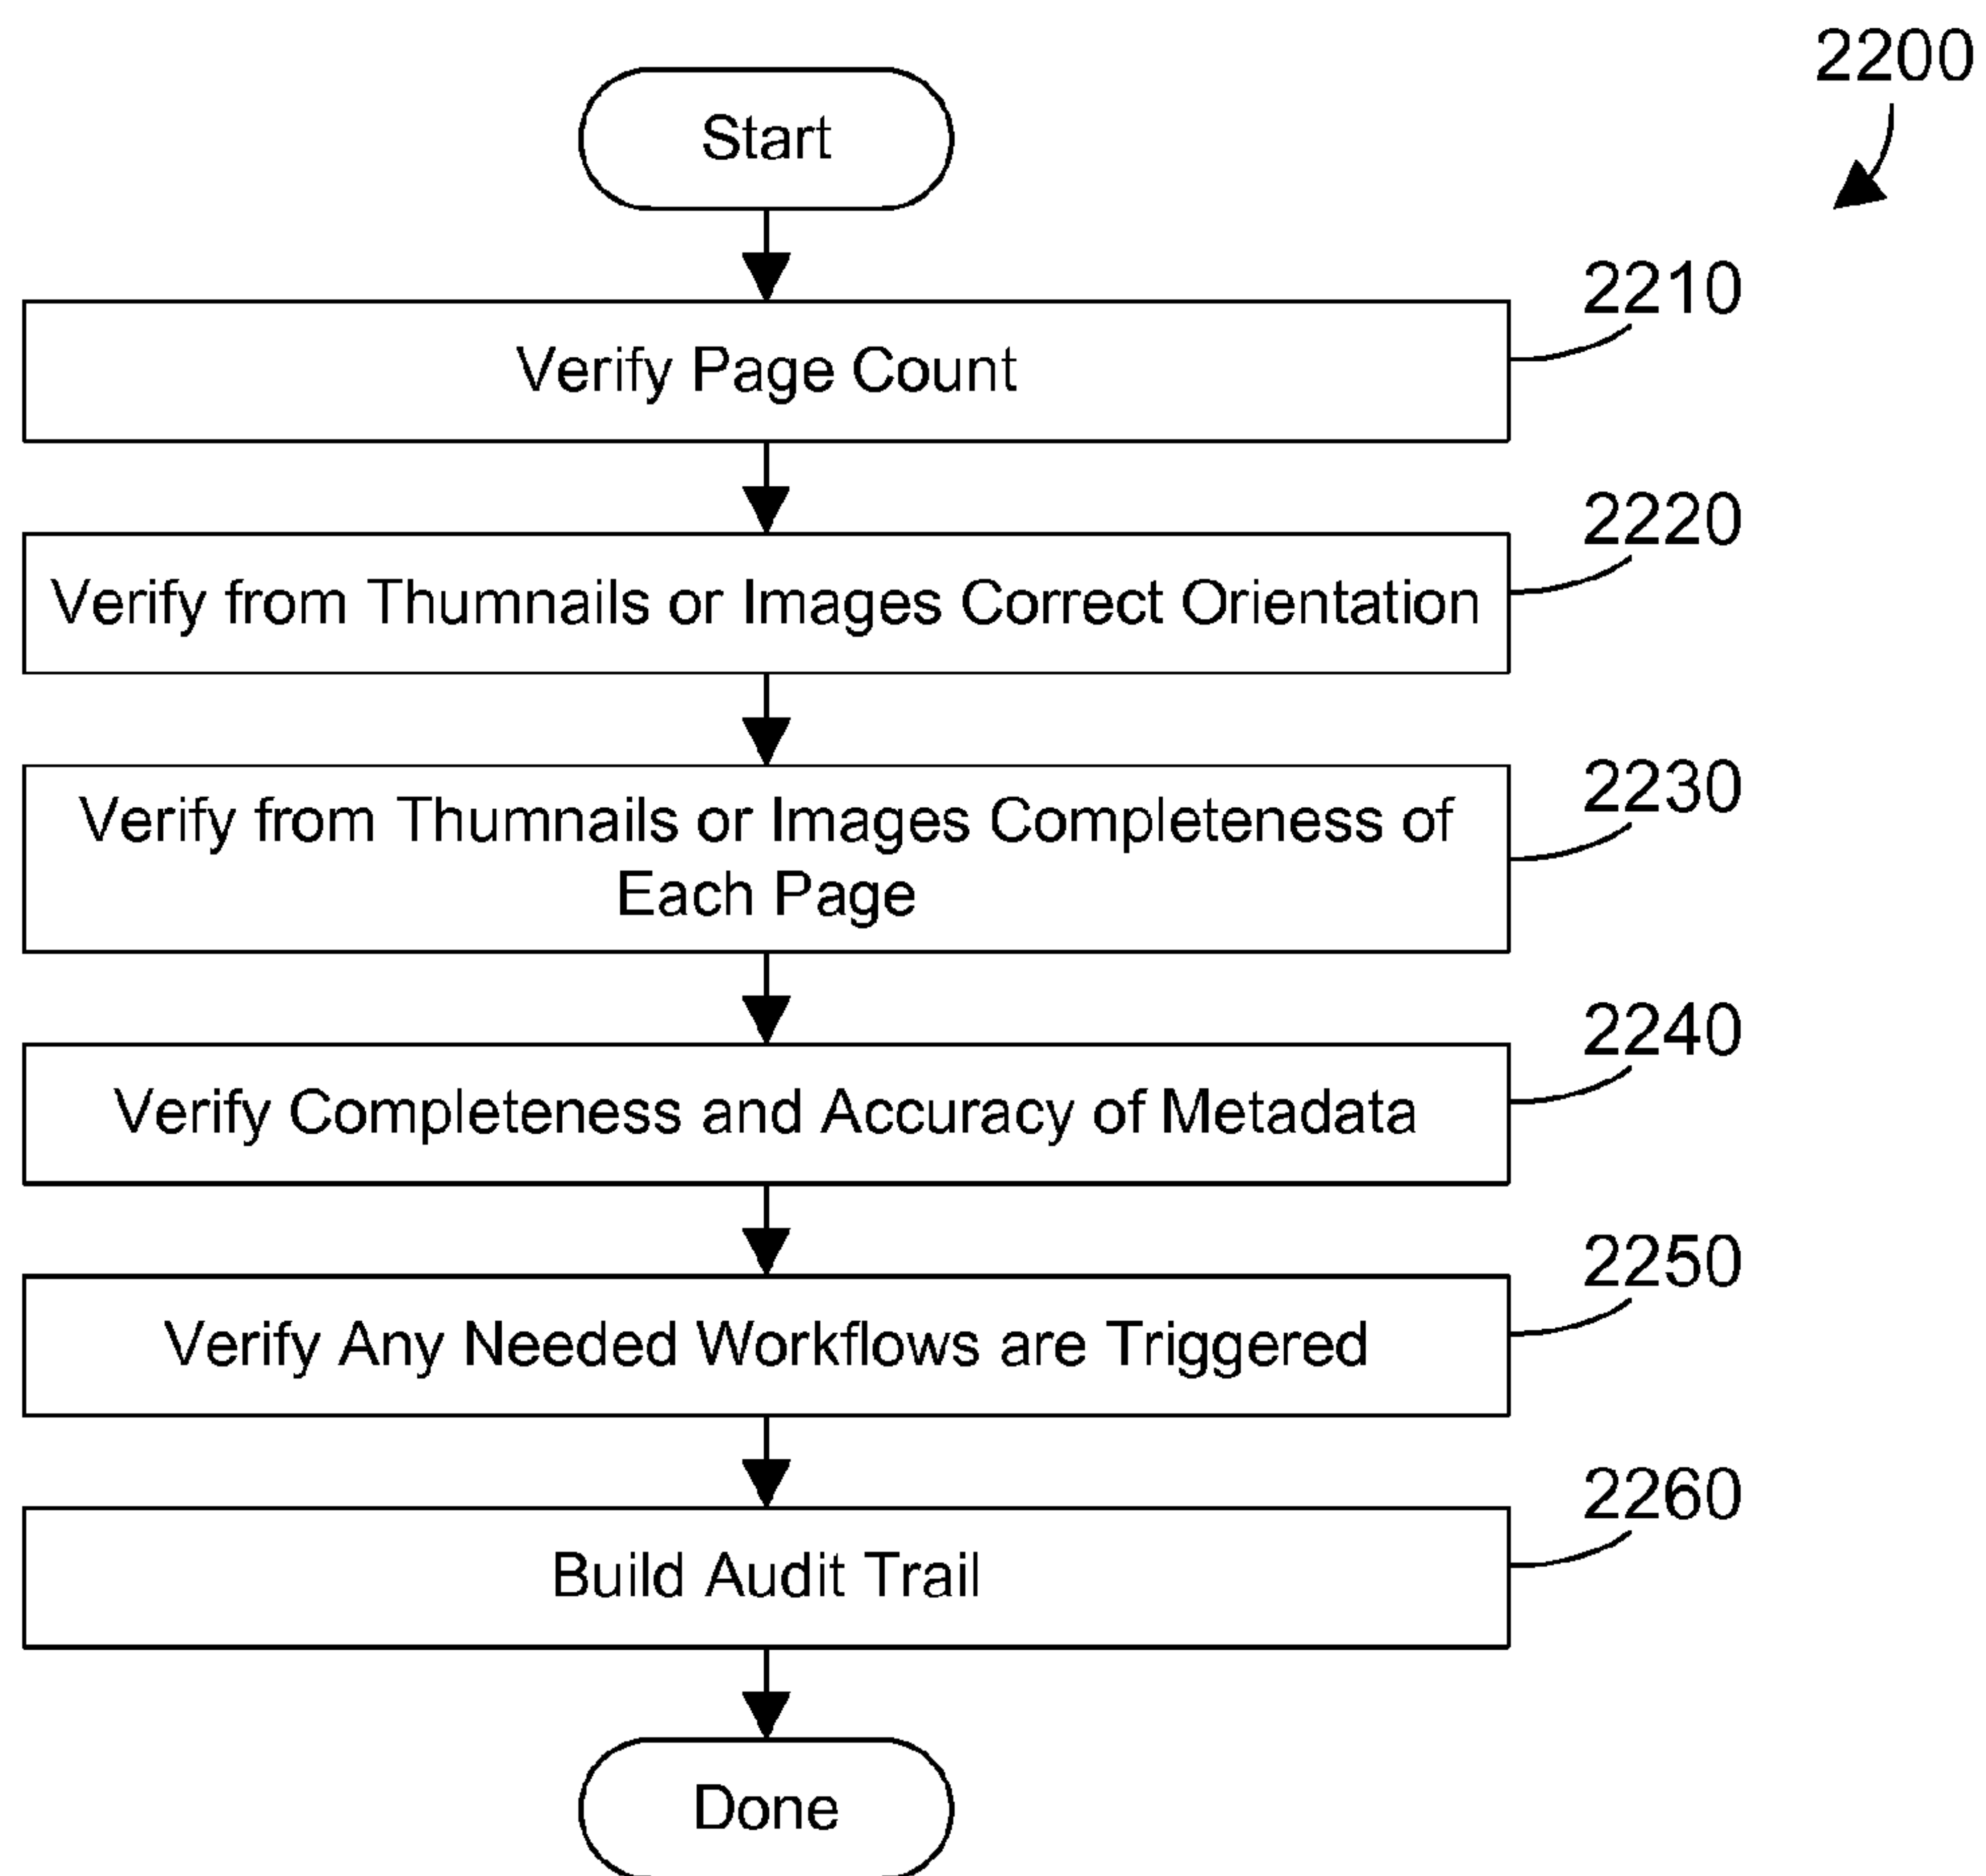 2200
Start
2210
Verify Page Count
2220
Verify from Thumnails or Images Correct Orientation
2230
Verify from Thumnails or Images Completeness of
Each Page
2240
Verify Completeness and Accuracy of Metadata
2250
Verify Any Needed Workflows are Triggered
2260
Build Audit Trail
Done